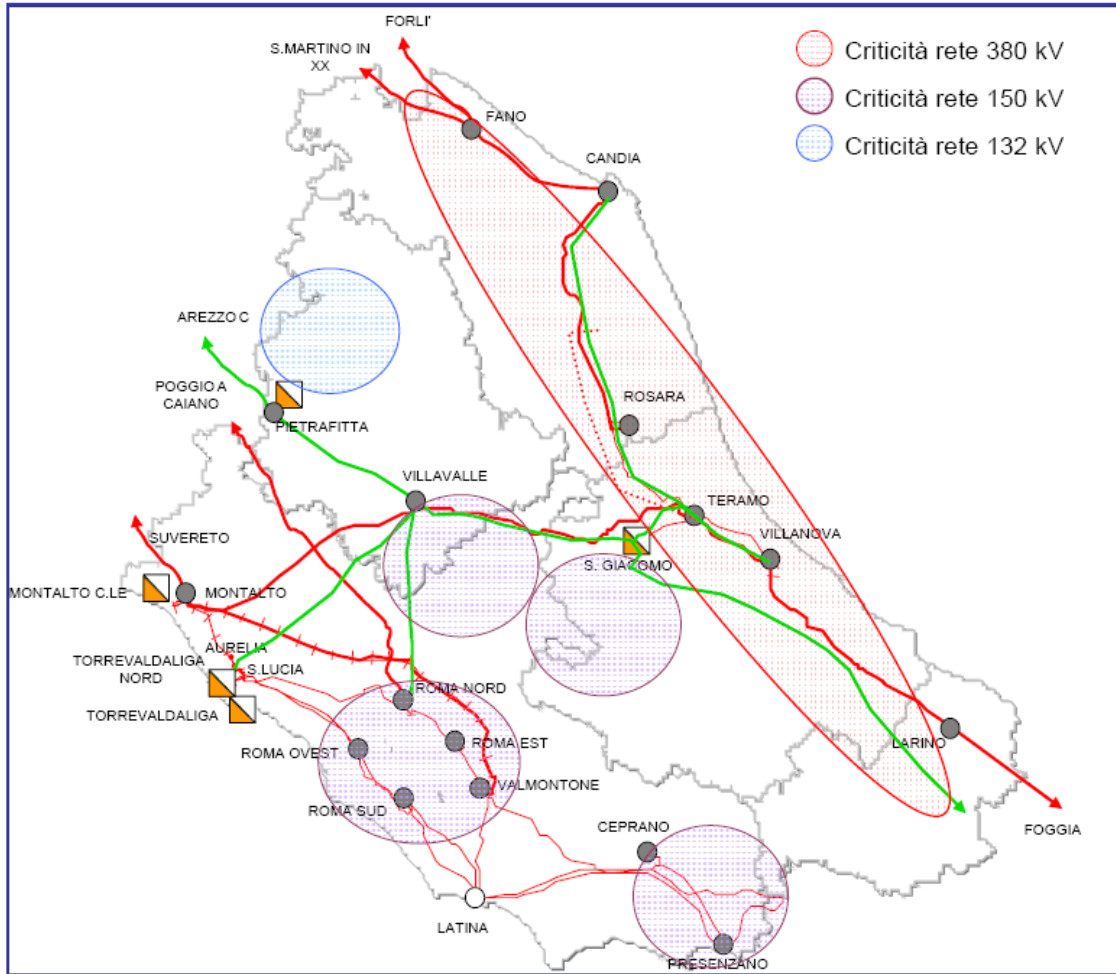 FORLI'
S.MARTINO IN
XX
Criticità rete 380 kV
Criticità rete 150 kV
Criticità rete 132 kV
FANO
CANDIA
AREZZO C
POGGIO A
CAIANO
PIETRAFITTA
ROSARA
VILLAVALLE
TERAMO
SUVERETO
VILLANOVA
S. GIACOMO
MONTALTO C.LE
MONTALTO
AURELIA
TORREVALDALIGA
NORD
S.LUCIA
TORREVALDALIGA
ROMA NORD
ROMA OVEST
ROMA EST
LARINO
VALMONTONE
ROMA SUD
CEPRANO
FOGGIA
LATINA
PRESENZANO